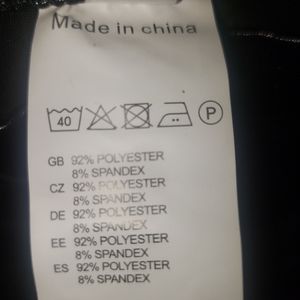 Made in china
40 P
GB 92% POLYESTER
8% SPANDEX
CZ 92% POLYESTER
8% SPANDEX
DE 92% POLYESTER
8% SPANDEX
EE 92% POLYESTER
8% SPANDEX
ES 92% POLYESTER
8% SPANDEX